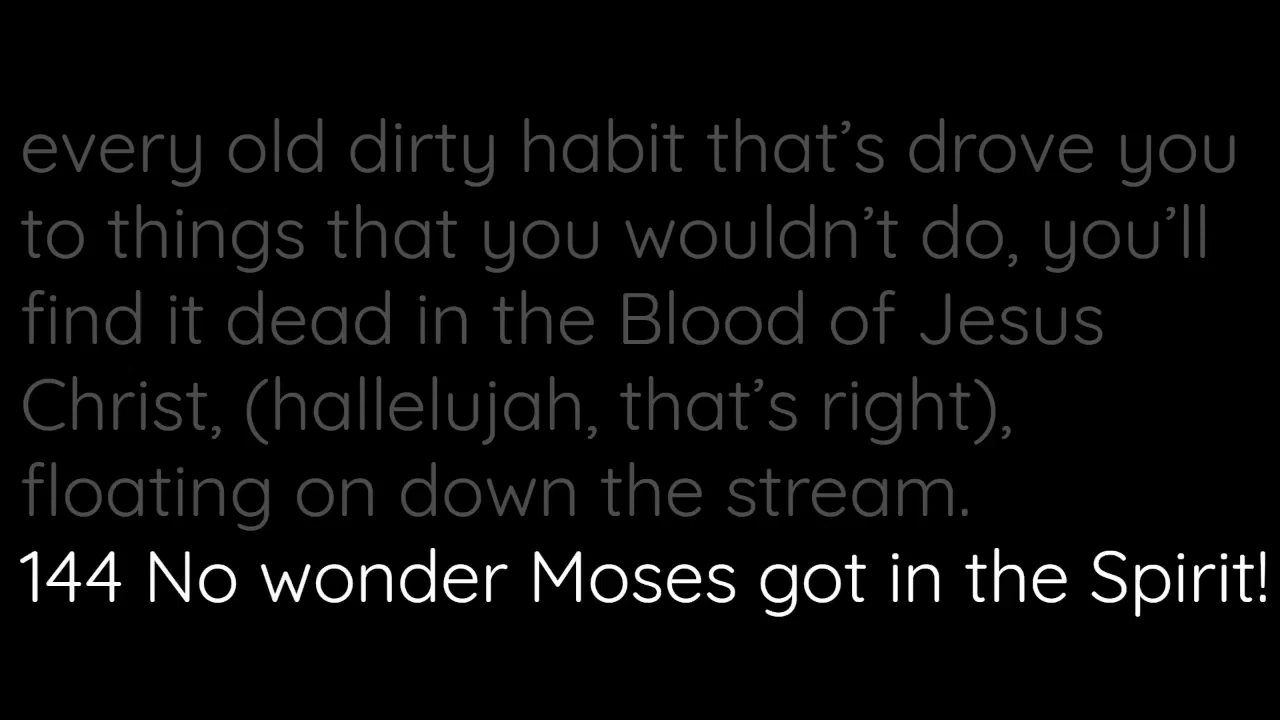 every old dirty habit that’s drove you
to things that you wouldn’t do, you’ll
find it dead in the Blood of Jesus
Christ, (hallelujah, that’s right),
floating on down the stream.
144 No wonder Moses got in the Spirit!